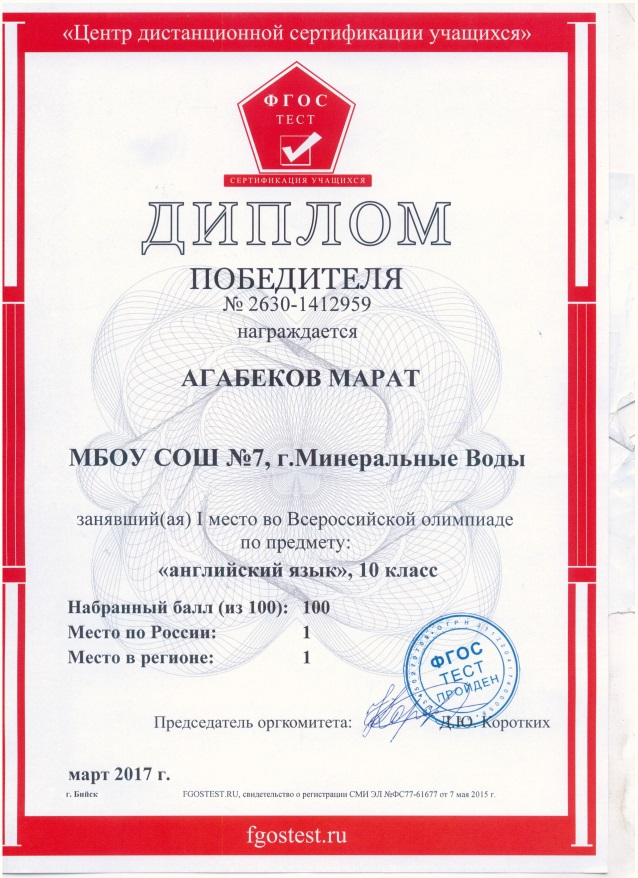 «Центр дистанционной сертификации учащихся»
ФГОС
ТЕСТ
СЕРТИФИКАЦИЯ УЧАЩИХСЯ
ДИПЛОМ
ПОБЕДИТЕЛЯ
№ 2630-1412959
награждается
АГАБЕКОВ МАРАТ
МБОУ СОШ №7, г.Минеральные Воды
занявший(ая) I место во Всероссийской олимпиаде
по предмету:
«английский язык», 10 класс
Набранный балл (из 100): 100
Место по России: 1
Место в регионе: 1
ФГОС
ТЕСТ
ПРОЙДЕН
Председатель оргкомитета: Д.Ю. Коротких
март 2017 г.
г. Бийск FGOSTEST.RU, свидетельство о регистрации СМИ ЭЛ №ФС77-61677 от 7 мая 2015 г.
fgostest.ru